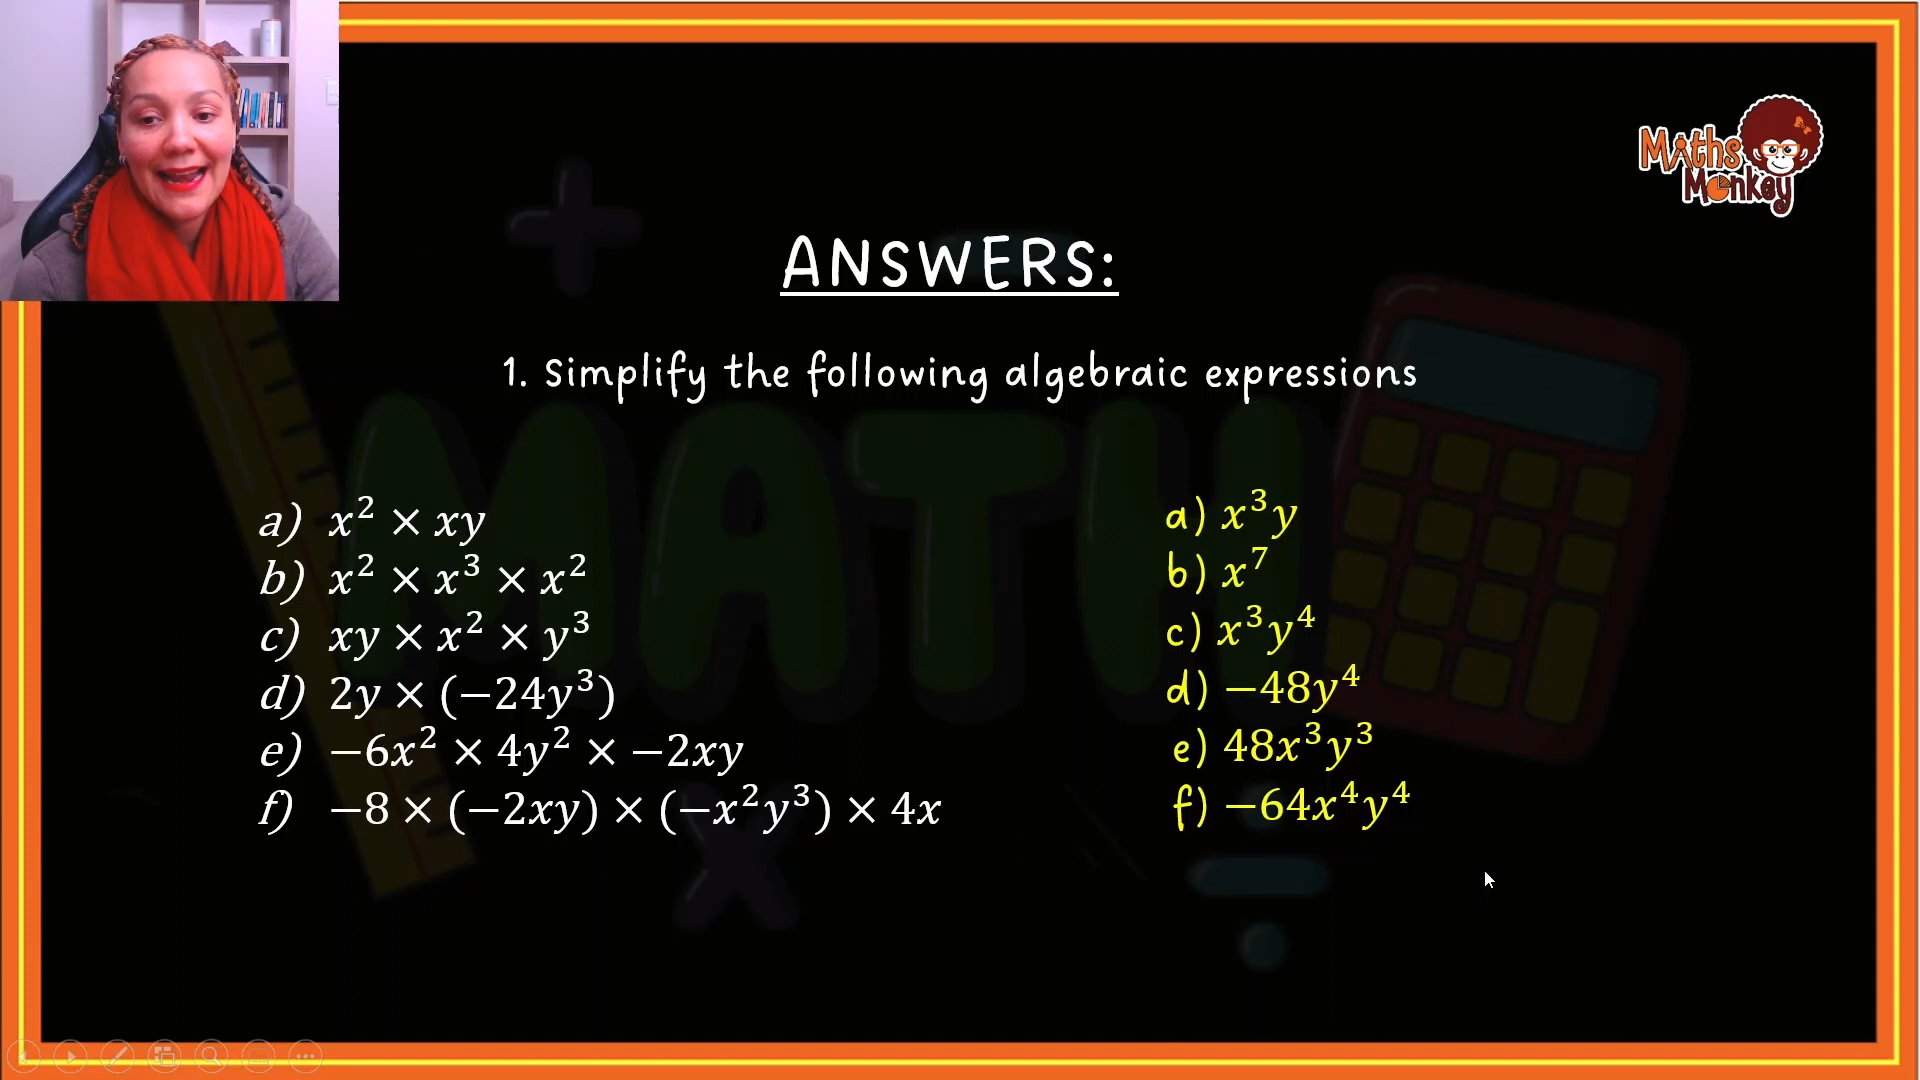 Maths
Monkey
ANSWERS:
1. Simplify the following algebraic expressions
a) x² × xy
b) x² × x³ × x²
c) xy × x² × y³
d) 2y × (−24y³)
e) −6x² × 4y² × −2xy
f) −8 × (−2xy) × (−x²y³) × 4x
a) x³y
b) x⁷
c) x³y⁴
d) −48y⁴
e) 48x³y³
f) −64x⁴y⁴
MATH